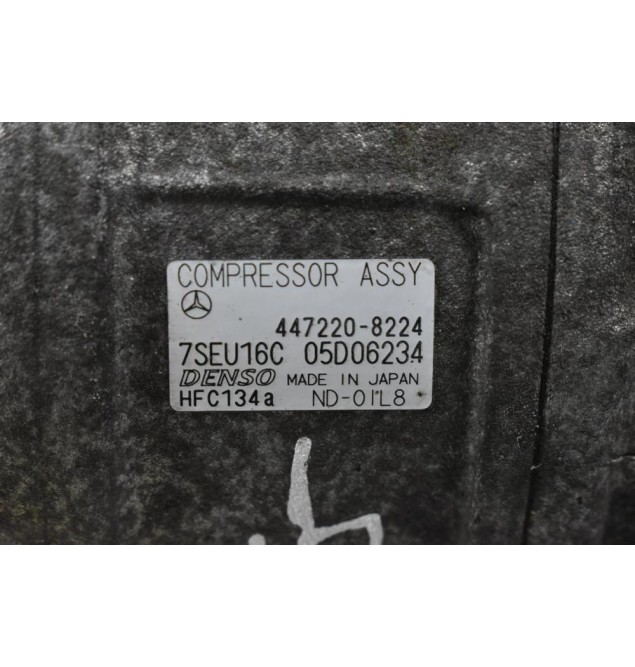 COMPRESSOR ASSY
447220-8224
7SEU16C 05D06234
DENSO MADE IN JAPAN
HFC134a ND-OIL8